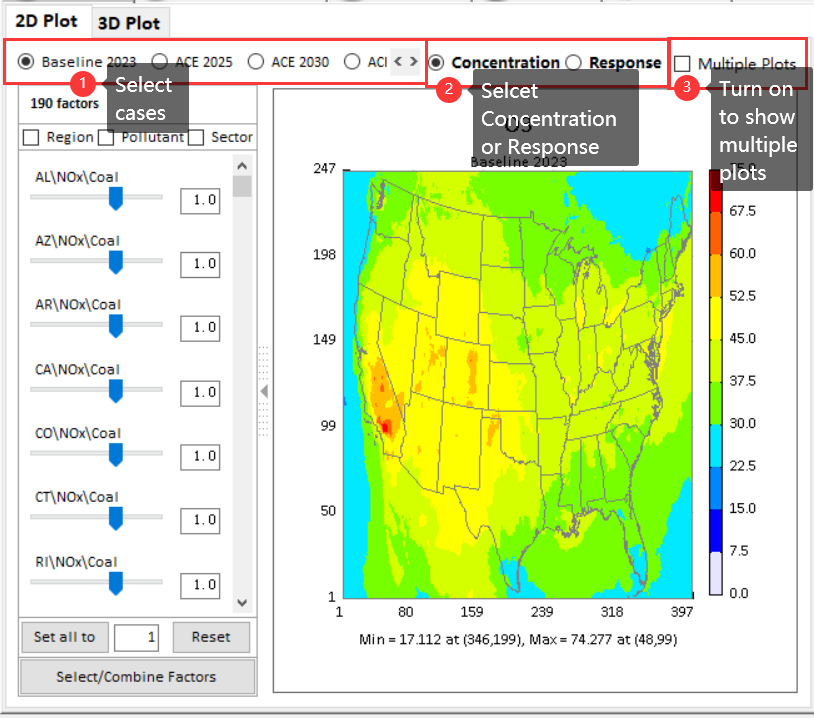 2D Plot 3D Plot
Baseline 2023 ACE 2025 ACE 2030 ACI < > Concentration Response Multiple Plots
1 Select cases
2 Selcet Concentration or Response
3 Turn on to show multiple plots
190 factors
Region Pollutant Sector
AL\NOx\Coal
1.0
AZ\NOx\Coal
1.0
AR\NOx\Coal
1.0
CA\NOx\Coal
1.0
CO\NOx\Coal
1.0
CT\NOx\Coal
1.0
RI\NOx\Coal
1.0
Set all to 1 Reset
Select/Combine Factors
O3
Baseline 2023
247
198
149
99
50
1
1 80 159 239 318 397
75.0
67.5
60.0
52.5
45.0
37.5
30.0
22.5
15.0
7.5
0.0
Min = 17.112 at (346,199), Max = 74.277 at (48,99)